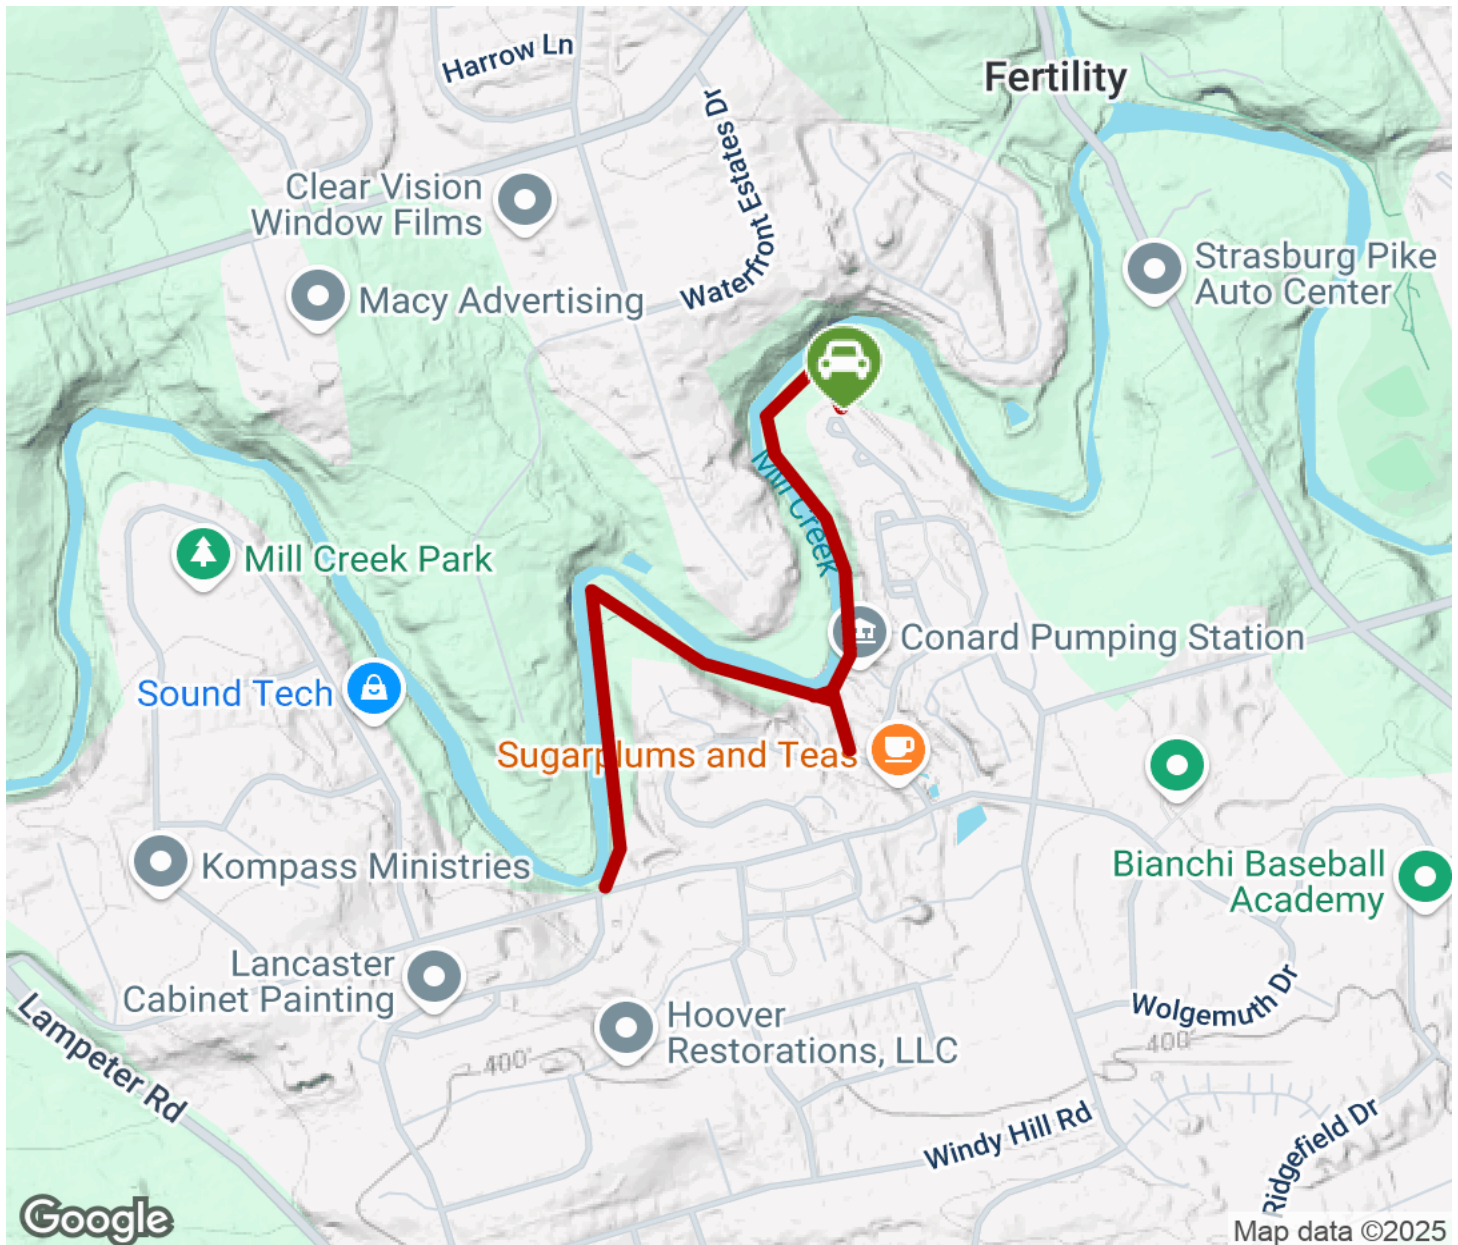 Harrow Ln
Fertility
Waterfront Estates Dr
Clear Vision
Window Films
Macy Advertising
Strasburg Pike
Auto Center
Mill Creek
Mill Creek Park
Conard Pumping Station
Sound Tech
Sugarplums and Teas
Kompass Ministries
Bianchi Baseball
Academy
Lancaster
Cabinet Painting
Hoover
Restorations, LLC
Wolgemuth Dr
400'
400'
Lampeter Rd
Windy Hill Rd
Ridgefield Dr
Google
Map data ©2025